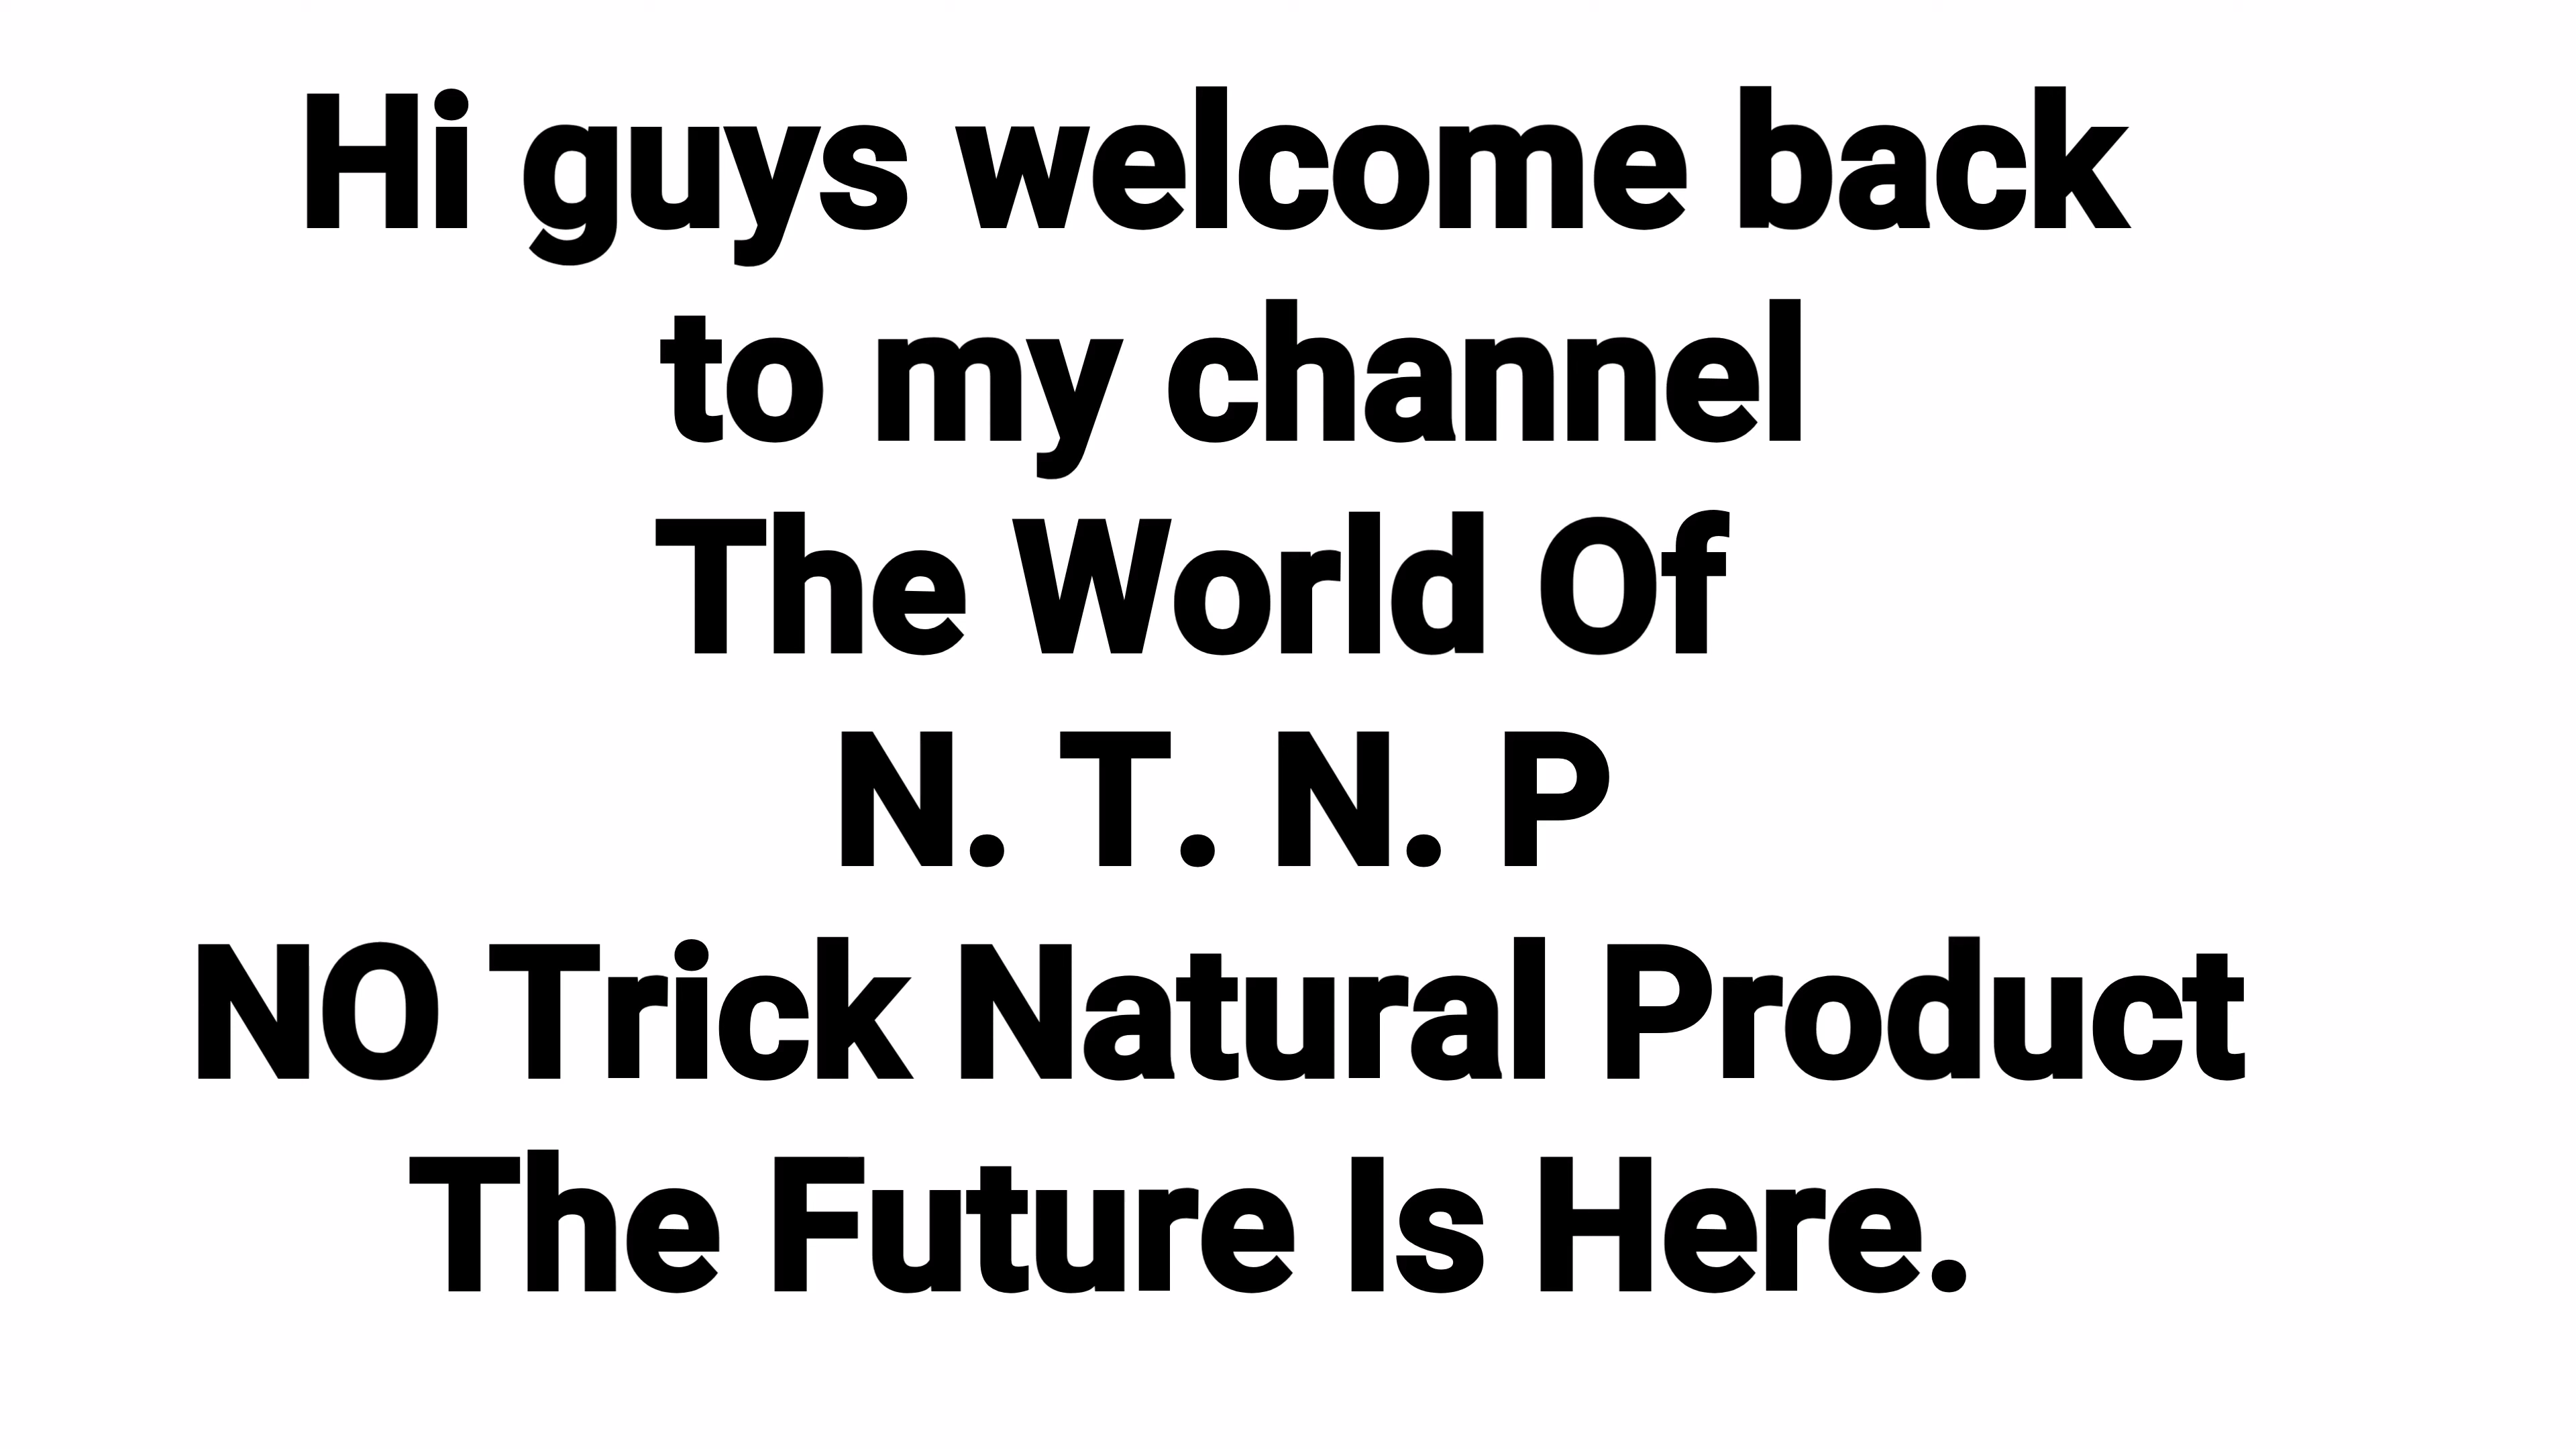 Hi guys welcome back
to my channel
The World Of
N. T. N. P
NO Trick Natural Product
The Future Is Here.